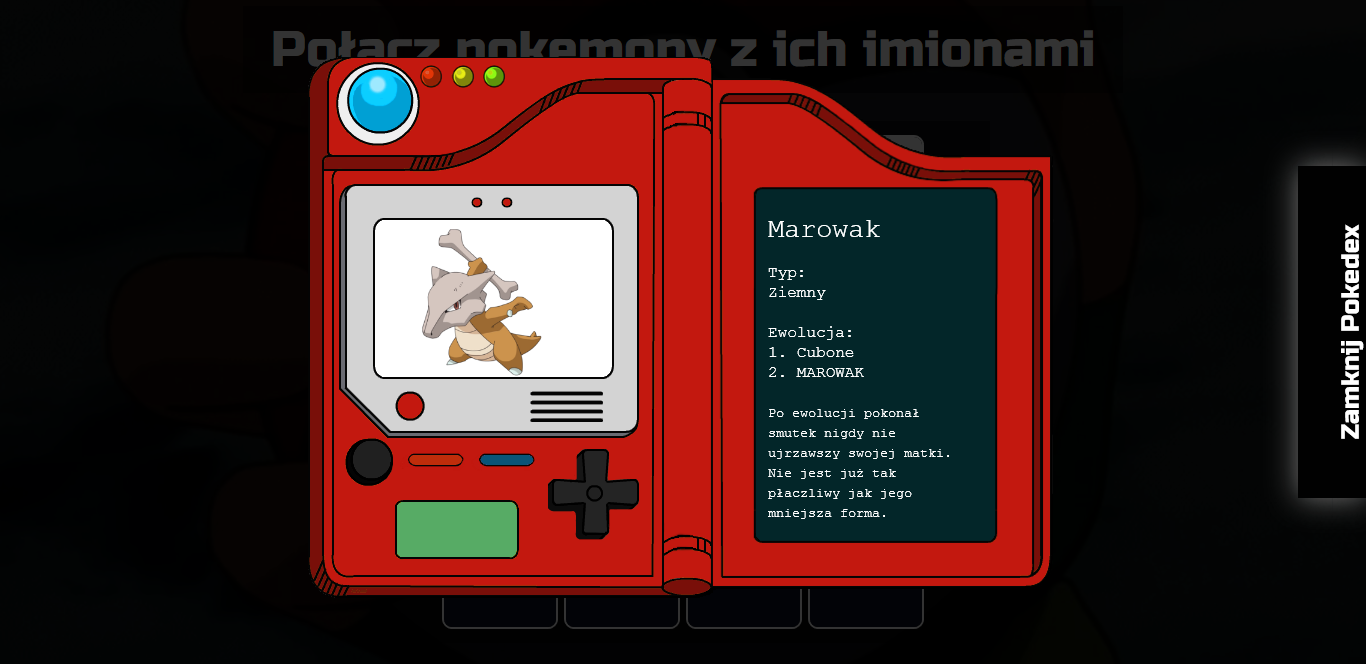 Połącz pokemony z ich imionami
Marowak
Typ:
Ziemny
Ewolucja:
1. Cubone
2. MAROWAK
Po ewolucji pokonał
smutek nigdy nie
ujrzawszy swojej matki.
Nie jest już tak
płaczliwy jak jego
mniejsza forma.
Zamknij Pokedex